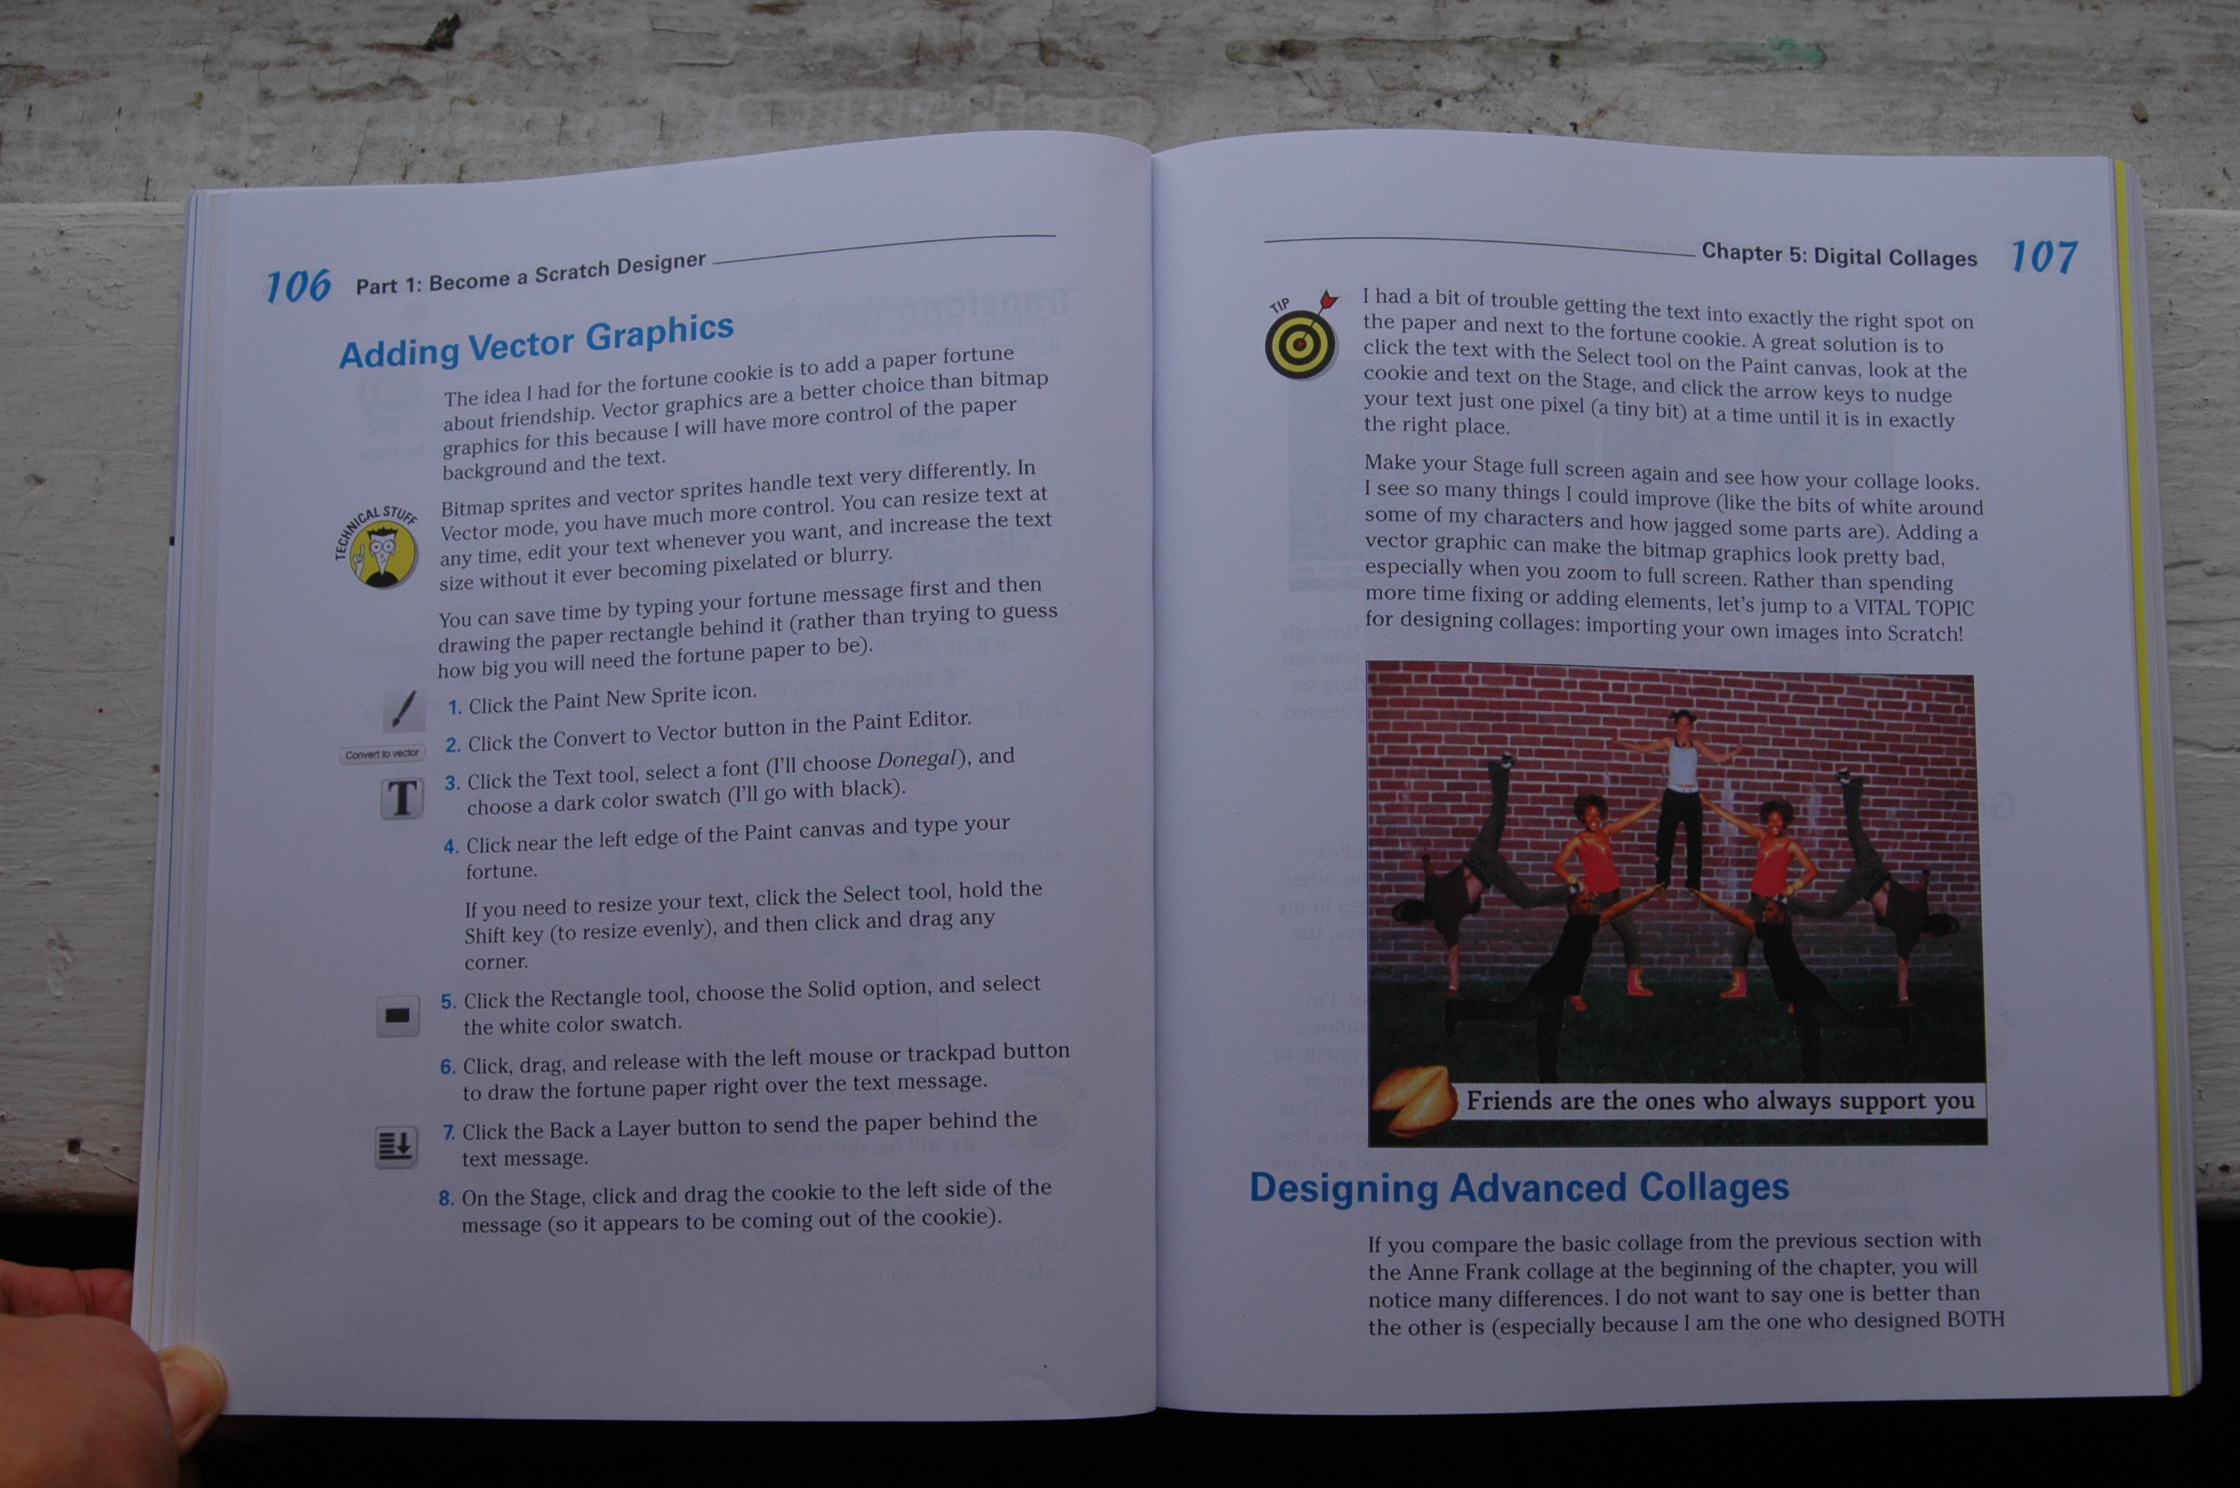 106 Part 1: Become a Scratch Designer
Adding Vector Graphics
The idea I had for the fortune cookie is to add a paper fortune
about friendship. Vector graphics are a better choice than bitmap
graphics for this because I will have more control of the paper
background and the text.
TECHNICAL STUFF
Bitmap sprites and vector sprites handle text very differently. In
Vector mode, you have much more control. You can resize text at
any time, edit your text whenever you want, and increase the text
size without it ever becoming pixelated or blurry.
You can save time by typing your fortune message first and then
drawing the paper rectangle behind it (rather than trying to guess
how big you will need the fortune paper to be).
1. Click the Paint New Sprite icon.
2. Click the Convert to Vector button in the Paint Editor.
Convert to vector
3. Click the Text tool, select a font (I'll choose Donegal), and
choose a dark color swatch (I'll go with black).
T
4. Click near the left edge of the Paint canvas and type your
fortune.
If you need to resize your text, click the Select tool, hold the
Shift key (to resize evenly), and then click and drag any
corner.
5. Click the Rectangle tool, choose the Solid option, and select
the white color swatch.
6. Click, drag, and release with the left mouse or trackpad button
to draw the fortune paper right over the text message.
7. Click the Back a Layer button to send the paper behind the
text message.
8. On the Stage, click and drag the cookie to the left side of the
message (so it appears to be coming out of the cookie).
Chapter 5: Digital Collages 107
TIP
I had a bit of trouble getting the text into exactly the right spot on
the paper and next to the fortune cookie. A great solution is to
click the text with the Select tool on the Paint canvas, look at the
cookie and text on the Stage, and click the arrow keys to nudge
your text just one pixel (a tiny bit) at a time until it is in exactly
the right place.
Make your Stage full screen again and see how your collage looks.
I see so many things I could improve (like the bits of white around
some of my characters and how jagged some parts are). Adding a
vector graphic can make the bitmap graphics look pretty bad,
especially when you zoom to full screen. Rather than spending
more time fixing or adding elements, let's jump to a VITAL TOPIC
for designing collages: importing your own images into Scratch!
Friends are the ones who always support you
Designing Advanced Collages
If you compare the basic collage from the previous section with
the Anne Frank collage at the beginning of the chapter, you will
notice many differences. I do not want to say one is better than
the other is (especially because I am the one who designed BOTH